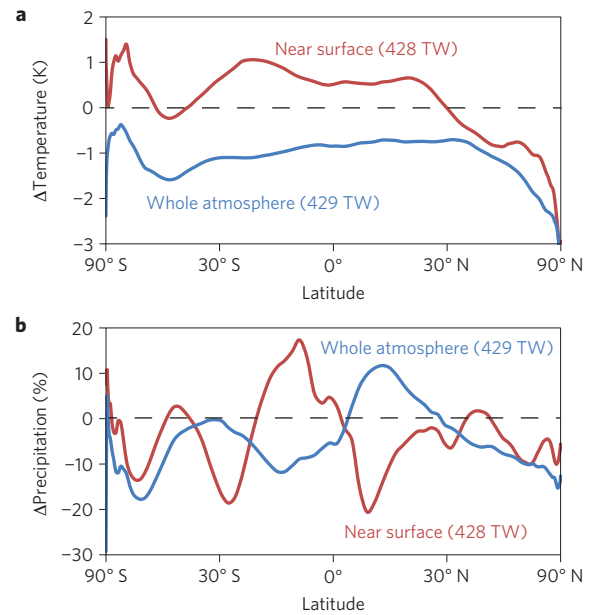 a
ΔTemperature (K)
2
1
0
−1
−2
−3
Near surface (428 TW)
Whole atmosphere (429 TW)
90° S
30° S
0°
30° N
90° N
Latitude
b
ΔPrecipitation (%)
20
10
0
−10
−20
−30
Whole atmosphere (429 TW)
Near surface (428 TW)
90° S
30° S
0°
30° N
90° N
Latitude